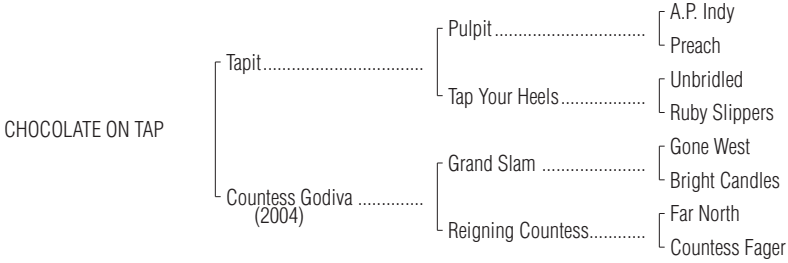 A.P. Indy
Pulpit
Preach
Tapit
Unbridled
Tap Your Heels
Ruby Slippers
CHOCOLATE ON TAP
Gone West
Grand Slam
Bright Candles
Countess Godiva
(2004)
Far North
Reigning Countess
Countess Fager